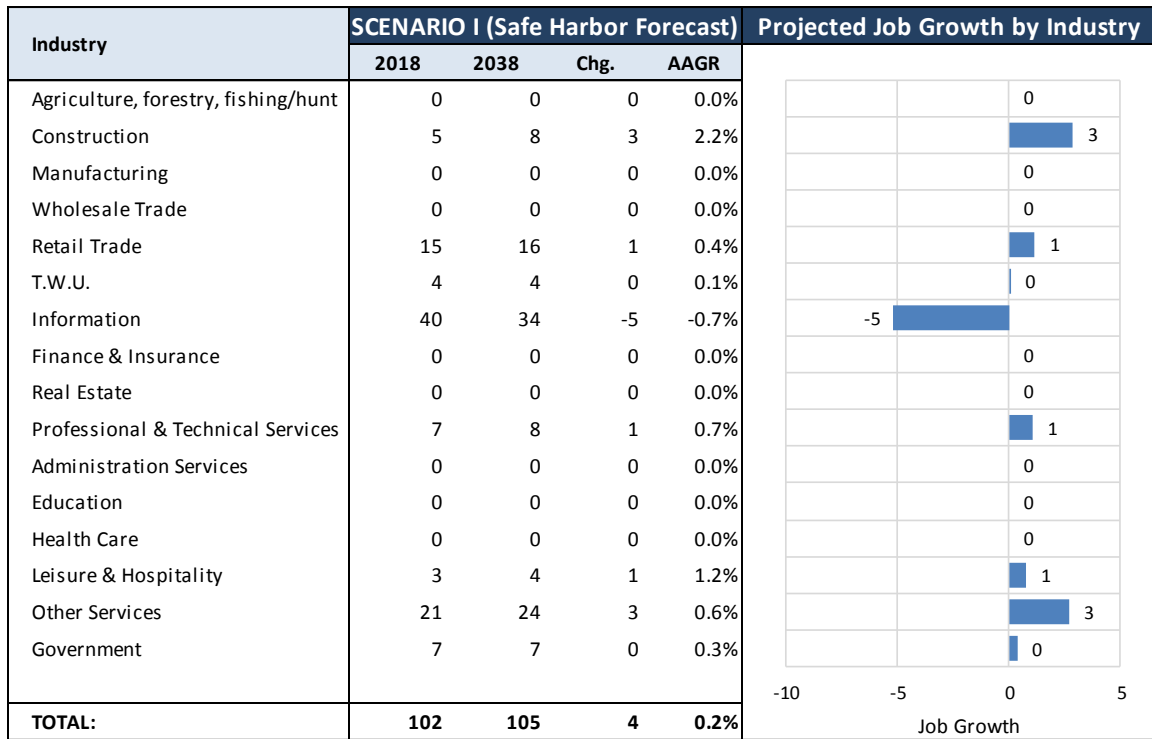 Industry SCENARIO I (Safe Harbor Forecast) Projected Job Growth by Industry
2018 2038 Chg. AAGR
Agriculture, forestry, fishing/hunt 0 0 0 0.0% 0
Construction 5 8 3 2.2% 3
Manufacturing 0 0 0 0.0% 0
Wholesale Trade 0 0 0 0.0% 0
Retail Trade 15 16 1 0.4% 1
T.W.U. 4 4 0 0.1% 0
Information 40 34 -5 -0.7% -5
Finance & Insurance 0 0 0 0.0% 0
Real Estate 0 0 0 0.0% 0
Professional & Technical Services 7 8 1 0.7% 1
Administration Services 0 0 0 0.0% 0
Education 0 0 0 0.0% 0
Health Care 0 0 0 0.0% 0
Leisure & Hospitality 3 4 1 1.2% 1
Other Services 21 24 3 0.6% 3
Government 7 7 0 0.3% 0
-10 -5 0 5
TOTAL: 102 105 4 0.2% Job Growth